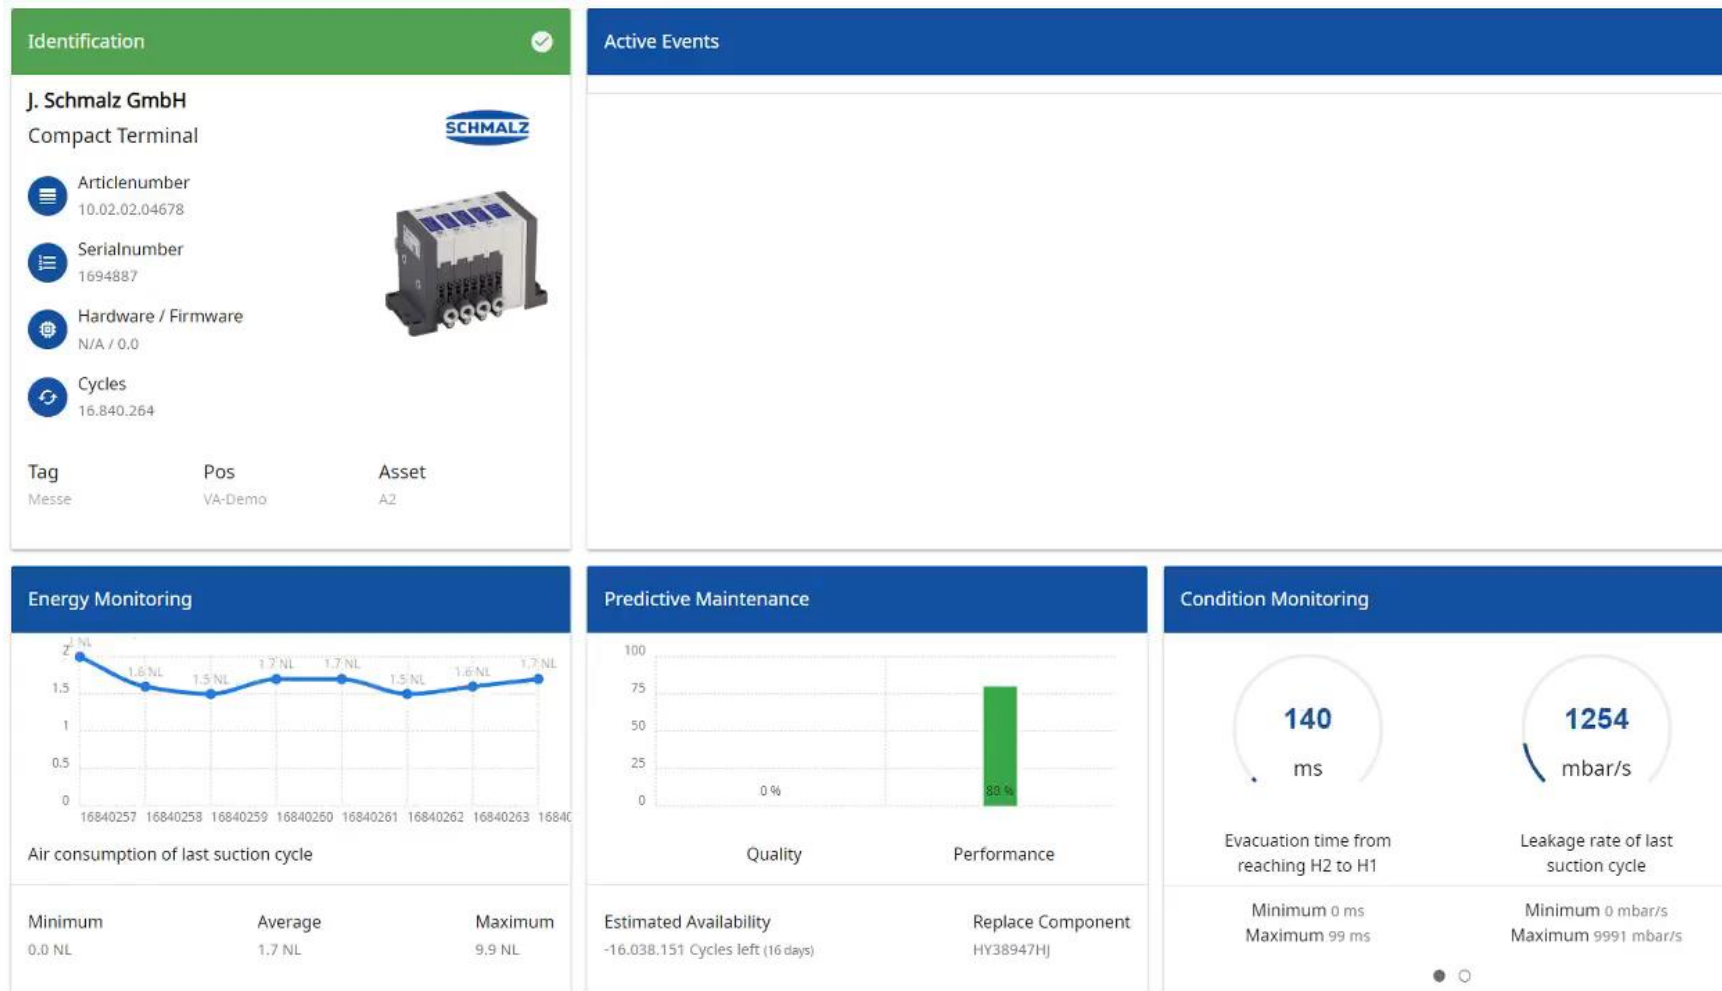 Identification
Active Events
J. Schmalz GmbH
Compact Terminal
SCHMALZ
Articlenumber
10.02.02.04678
Serialnumber
1694887
Hardware / Firmware
N/A / 0.0
Cycles
16.840.264
Tag Pos Asset
Messe VA-Demo A2
Energy Monitoring
2 NL 1.6 NL 1.5 NL 1.7 NL 1.7 NL 1.5 NL 1.6 NL 1.7 NL
2
1.5
1
0.5
0
16840257 16840258 16840259 16840260 16840261 16840262 16840263 16840
Air consumption of last suction cycle
Minimum Average Maximum
0.0 NL 1.7 NL 9.9 NL
Predictive Maintenance
100
75
50
25
0
0 % 80 %
Quality Performance
Estimated Availability Replace Component
-16.038.151 Cycles left (16 days) HY38947HJ
Condition Monitoring
140
ms
Evacuation time from
reaching H2 to H1
Minimum 0 ms
Maximum 99 ms
1254
mbar/s
Leakage rate of last
suction cycle
Minimum 0 mbar/s
Maximum 9991 mbar/s